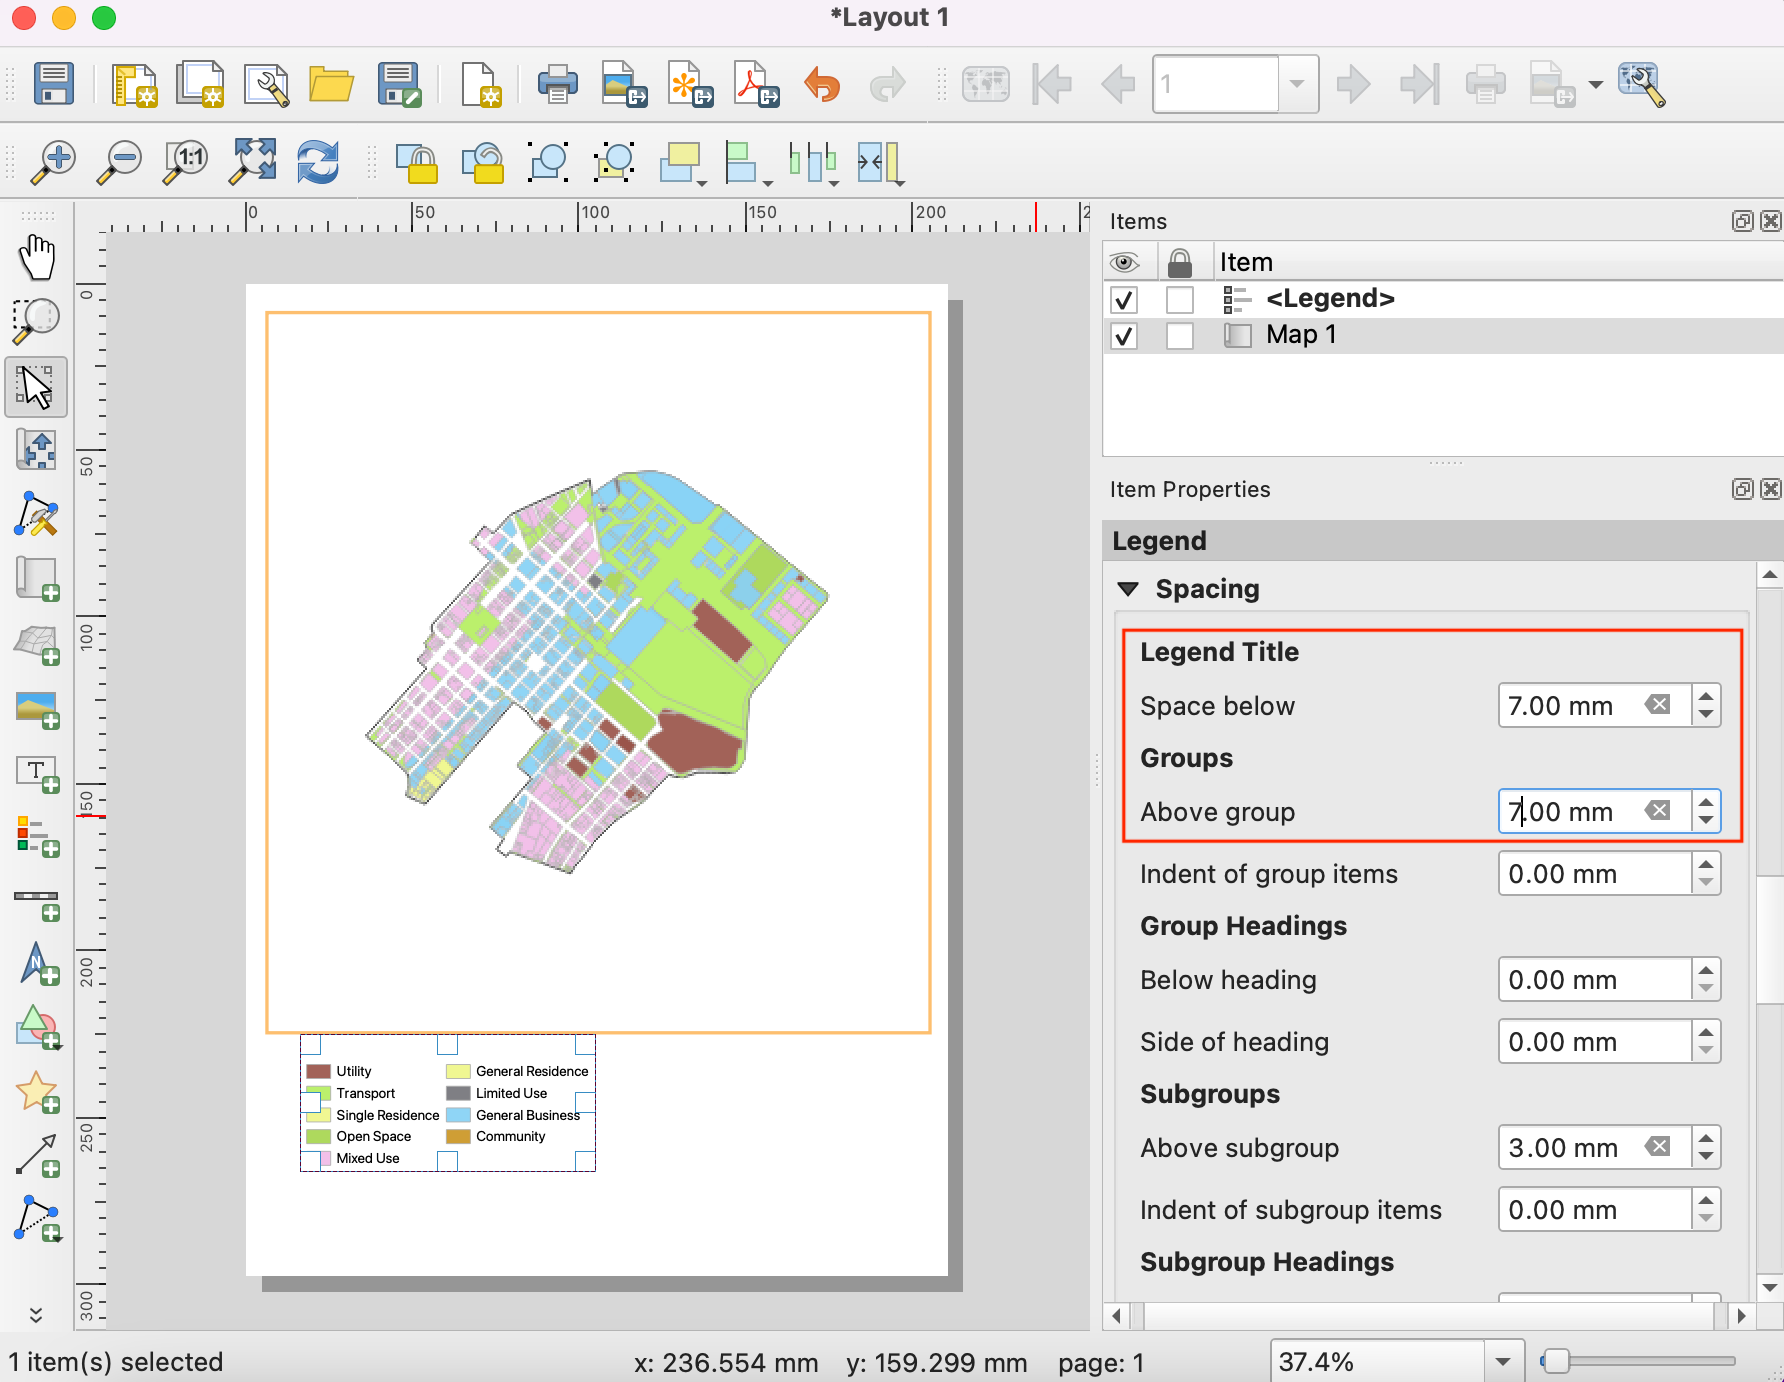 *Layout 1
1:1
1
0 50 100 150 200 2
0
50
100
150
200
250
300
T
N
Items
Item
<Legend>
Map 1
Item Properties
Legend
Spacing
Legend Title
Space below 7.00 mm
Groups
Above group 7.00 mm
Indent of group items 0.00 mm
Group Headings
Below heading 0.00 mm
Side of heading 0.00 mm
Subgroups
Above subgroup 3.00 mm
Indent of subgroup items 0.00 mm
Subgroup Headings
Utility General Residence
Transport Limited Use
Single Residence General Business
Open Space Community
Mixed Use
1 item(s) selected x: 236.554 mm y: 159.299 mm page: 1 37.4%